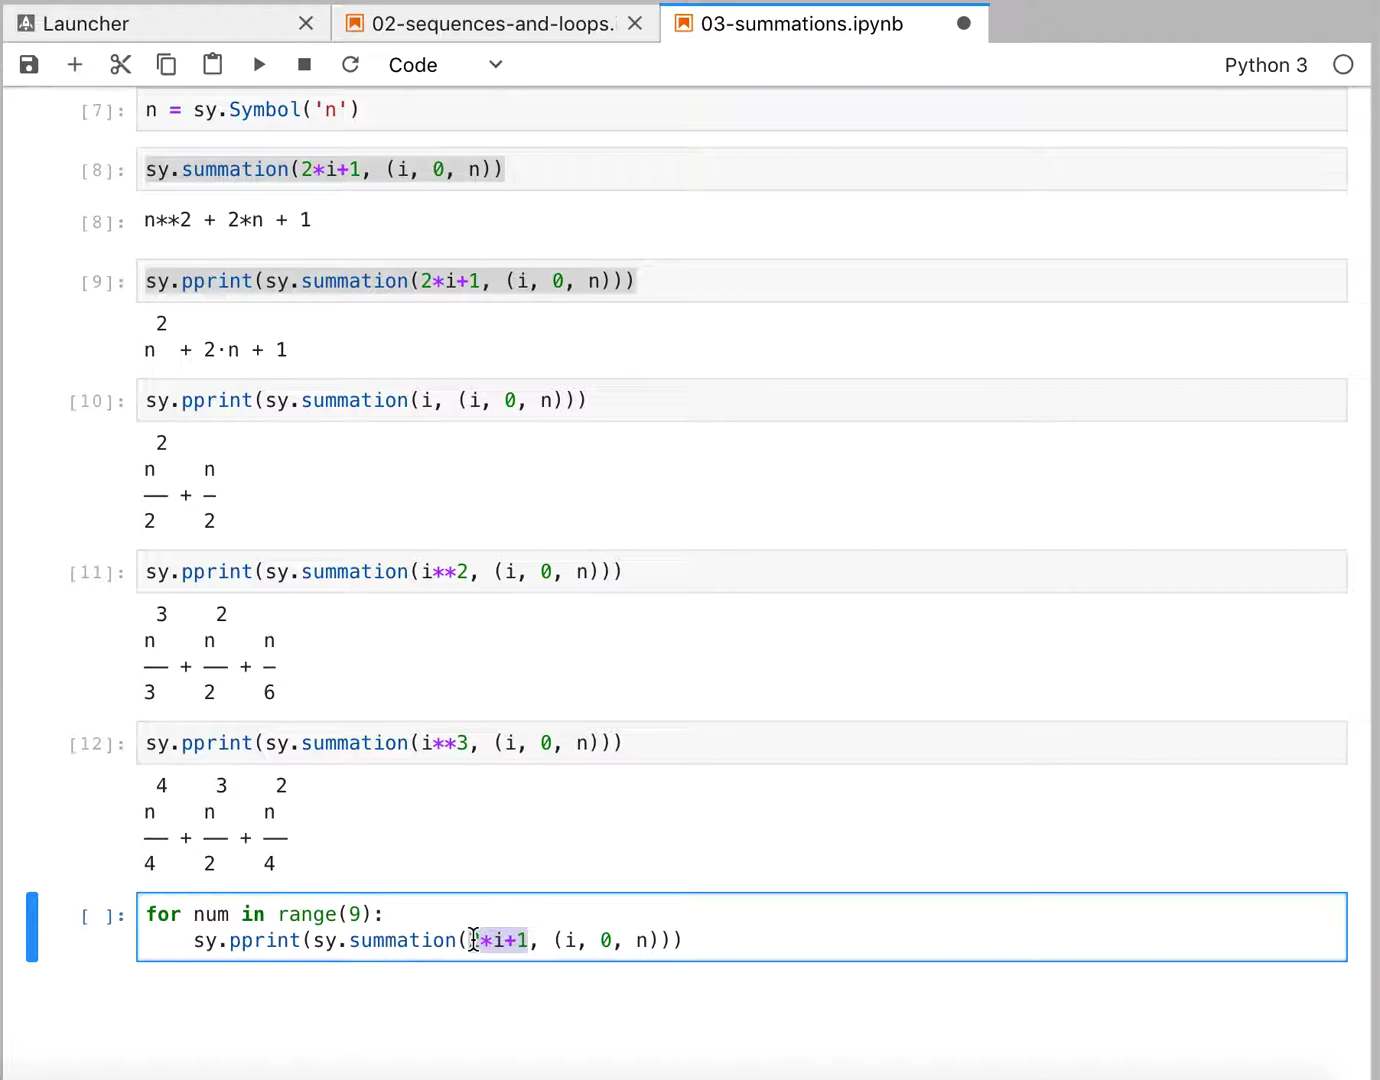 Launcher
02-sequences-and-loops.i
03-summations.ipynb
Code
Python 3
[7]: n = sy.Symbol('n')
[8]: sy.summation(2*i+1, (i, 0, n))
[8]: n**2 + 2*n + 1
[9]: sy.pprint(sy.summation(2*i+1, (i, 0, n)))
2
n + 2·n + 1
[10]: sy.pprint(sy.summation(i, (i, 0, n)))
2
n n
— + —
2 2
[11]: sy.pprint(sy.summation(i**2, (i, 0, n)))
3 2
n n n
— + — + —
3 2 6
[12]: sy.pprint(sy.summation(i**3, (i, 0, n)))
4 3 2
n n n
— + — + —
4 2 4
[ ]: for num in range(9):
sy.pprint(sy.summation(2*i+1, (i, 0, n)))